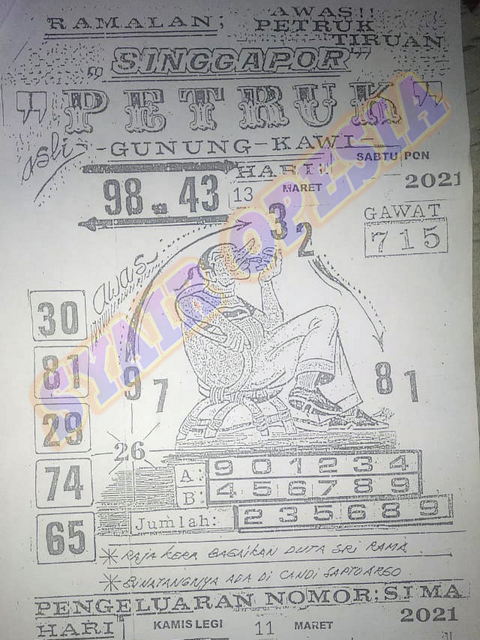 RAMALAN;
AWAS!!
PETRUK
TIRUAN
"SINGGAPOR"
"PETRUK"
asli
-GUNUNG-KAWI-
SABTU PON
HARI
98 43
13 MARET 2021
GAWAT
715
awas
3 2
30
81
29
74
65
9 7
8 1
26
A: 9 0 1 2 3 4
B: 4 5 6 7 8 9
Jumlah: 2 3 5 6 8 9
* RAJA KERA BAGAIKAN DUTA SRI RAMA
* BINATANGNYA ADA DI CANDI SAPTOARGO
PENGELUARAN NOMOR: SIMA
HARI KAMIS LEGI 11 MARET 2021
SYAIR OPESIA